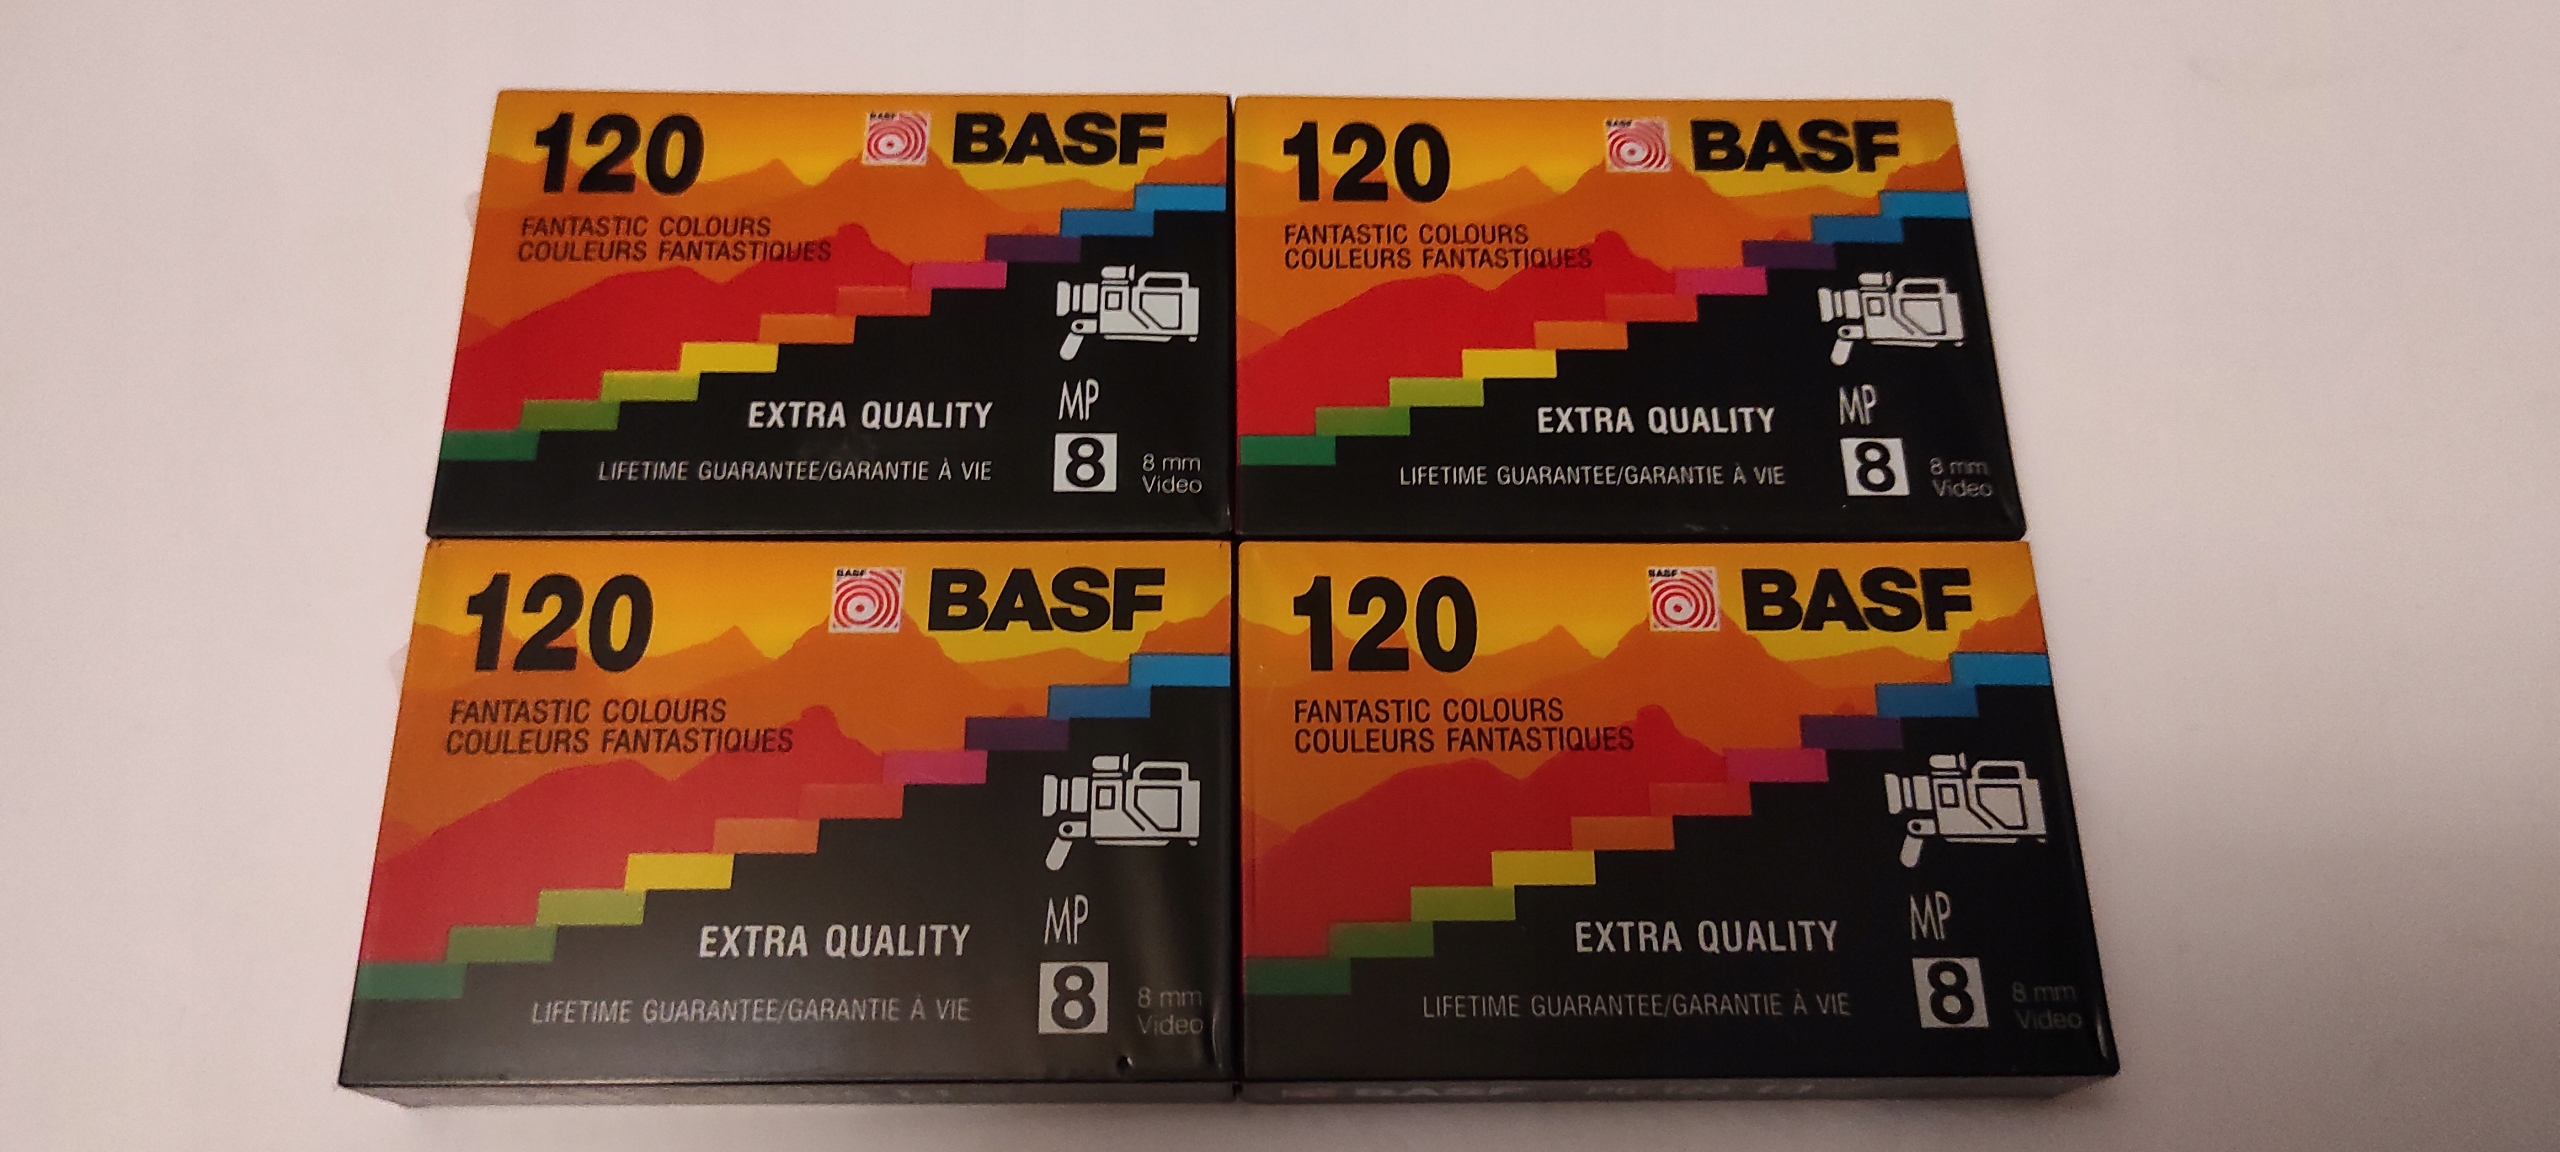 120
BASF
BASF
FANTASTIC COLOURS
COULEURS FANTASTIQUES
EXTRA QUALITY
MP
LIFETIME GUARANTEE/GARANTIE À VIE
8
8 mm
Video
120
BASF
BASF
FANTASTIC COLOURS
COULEURS FANTASTIQUES
EXTRA QUALITY
MP
LIFETIME GUARANTEE/GARANTIE À VIE
8
8 mm
Video
120
BASF
BASF
FANTASTIC COLOURS
COULEURS FANTASTIQUES
EXTRA QUALITY
MP
LIFETIME GUARANTEE/GARANTIE À VIE
8
8 mm
Video
120
BASF
BASF
FANTASTIC COLOURS
COULEURS FANTASTIQUES
EXTRA QUALITY
MP
LIFETIME GUARANTEE/GARANTIE À VIE
8
8 mm
Video
BASF